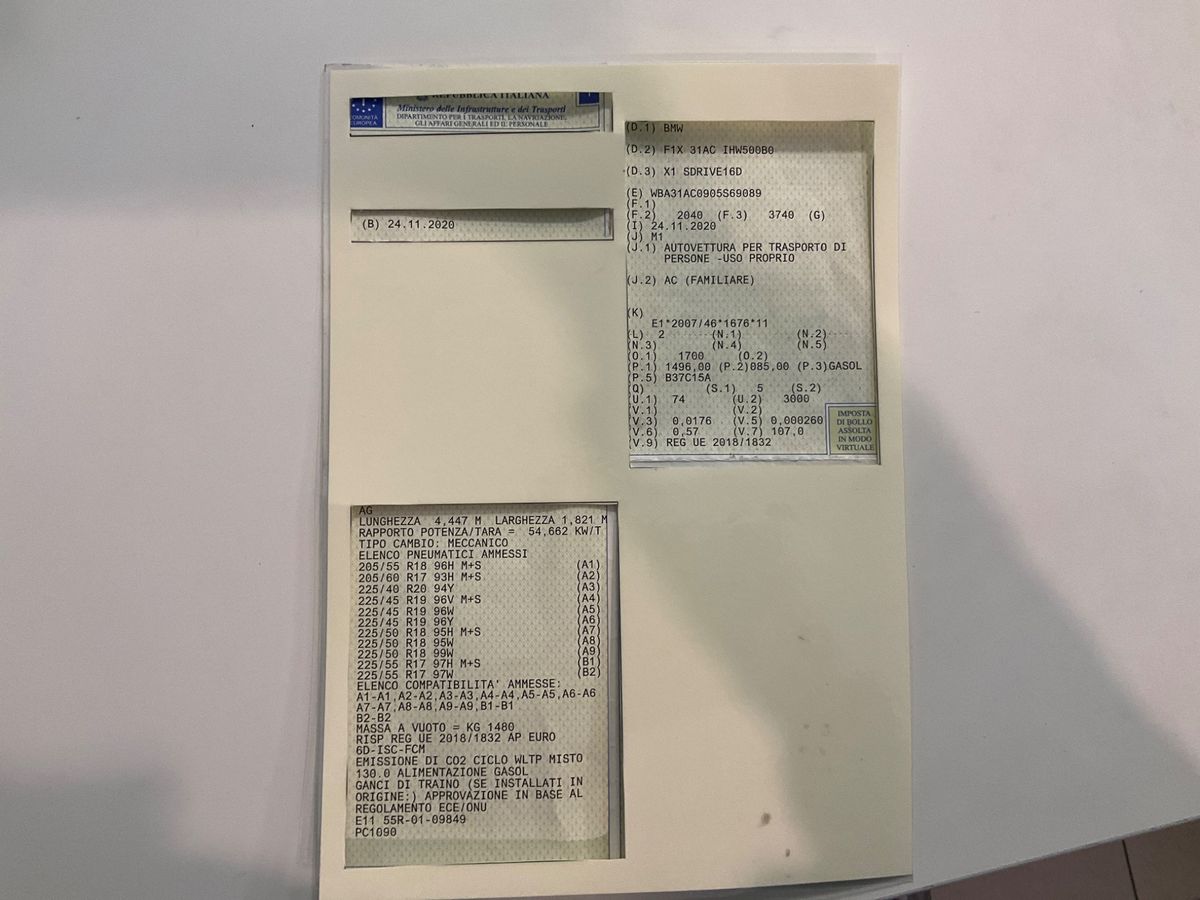 REPUBBLICA ITALIANA
Ministero delle Infrastrutture e dei Trasporti
DIPARTIMENTO PER I TRASPORTI, LA NAVIGAZIONE,
GLI AFFARI GENERALI ED IL PERSONALE
COMUNITÀ
EUROPEA
I
(B) 24.11.2020
(D.1) BMW
(D.2) F1X 31AC IHW500B0
(D.3) X1 SDRIVE16D
(E) WBA31AC0905S69089
(F.1)
(F.2) 2040 (F.3) 3740 (G)
(I) 24.11.2020
(J) M1
(J.1) AUTOVETTURA PER TRASPORTO DI
PERSONE -USO PROPRIO
(J.2) AC (FAMILIARE)
(K)
E1*2007/46*1676*11
(L) 2 (N.1) (N.2)
(N.3) (N.4) (N.5)
(O.1) 1700 (O.2)
(P.1) 1496,00 (P.2)085,00 (P.3)GASOL
(P.5) B37C15A
(Q) (S.1) 5 (S.2)
(U.1) 74 (U.2) 3000
(V.1) (V.2)
(V.3) 0,0176 (V.5) 0,000260
(V.6) 0,57 (V.7) 107,0
(V.9) REG UE 2018/1832
IMPOSTA
DI BOLLO
ASSOLTA
IN MODO
VIRTUALE
AG
LUNGHEZZA 4,447 M LARGHEZZA 1,821 M
RAPPORTO POTENZA/TARA = 54,662 KW/T
TIPO CAMBIO: MECCANICO
ELENCO PNEUMATICI AMMESSI
205/55 R18 96H M+S (A1)
205/60 R17 93H M+S (A2)
225/40 R20 94Y (A3)
225/45 R19 96V M+S (A4)
225/45 R19 96W (A5)
225/45 R19 96Y (A6)
225/50 R18 95H M+S (A7)
225/50 R18 95W (A8)
225/50 R18 99W (A9)
225/55 R17 97H M+S (B1)
225/55 R17 97W (B2)
ELENCO COMPATIBILITA' AMMESSE:
A1-A1,A2-A2,A3-A3,A4-A4,A5-A5,A6-A6
A7-A7,A8-A8,A9-A9,B1-B1
B2-B2
MASSA A VUOTO = KG 1480
RISP REG UE 2018/1832 AP EURO
6D-ISC-FCM
EMISSIONE DI CO2 CICLO WLTP MISTO
130.0 ALIMENTAZIONE GASOL
GANCI DI TRAINO (SE INSTALLATI IN
ORIGINE:) APPROVAZIONE IN BASE AL
REGOLAMENTO ECE/ONU
E11 55R-01-09849
PC1090